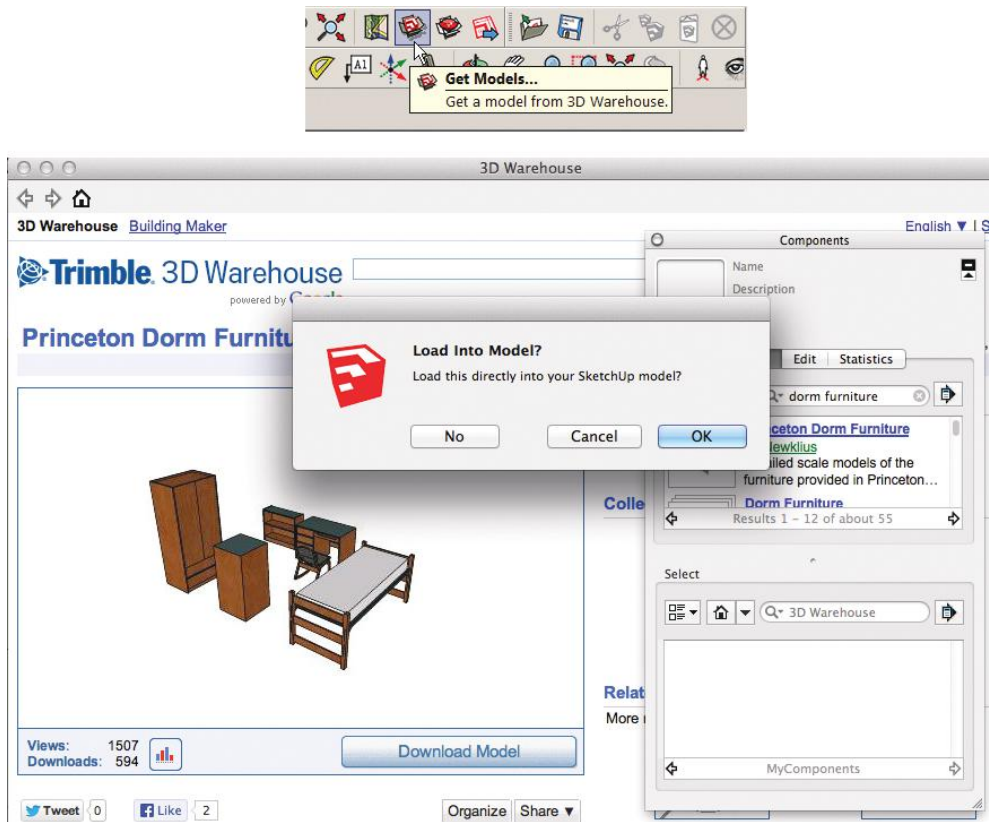 A1
Get Models...
Get a model from 3D Warehouse.
3D Warehouse
3D Warehouse Building Maker
English ▼ | S
Trimble. 3D Warehouse
powered by
Princeton Dorm Furnitu
Components
Name
Description
Edit Statistics
dorm furniture
ceton Dorm Furniture
lewklius
iled scale models of the
furniture provided in Princeton...
Dorm Furniture
Results 1 – 12 of about 55
Load Into Model?
Load this directly into your SketchUp model?
No Cancel OK
Colle
Select
3D Warehouse
Relat
More
MyComponents
Views: 1507
Downloads: 594
Download Model
Tweet 0 Like 2 Organize Share ▼